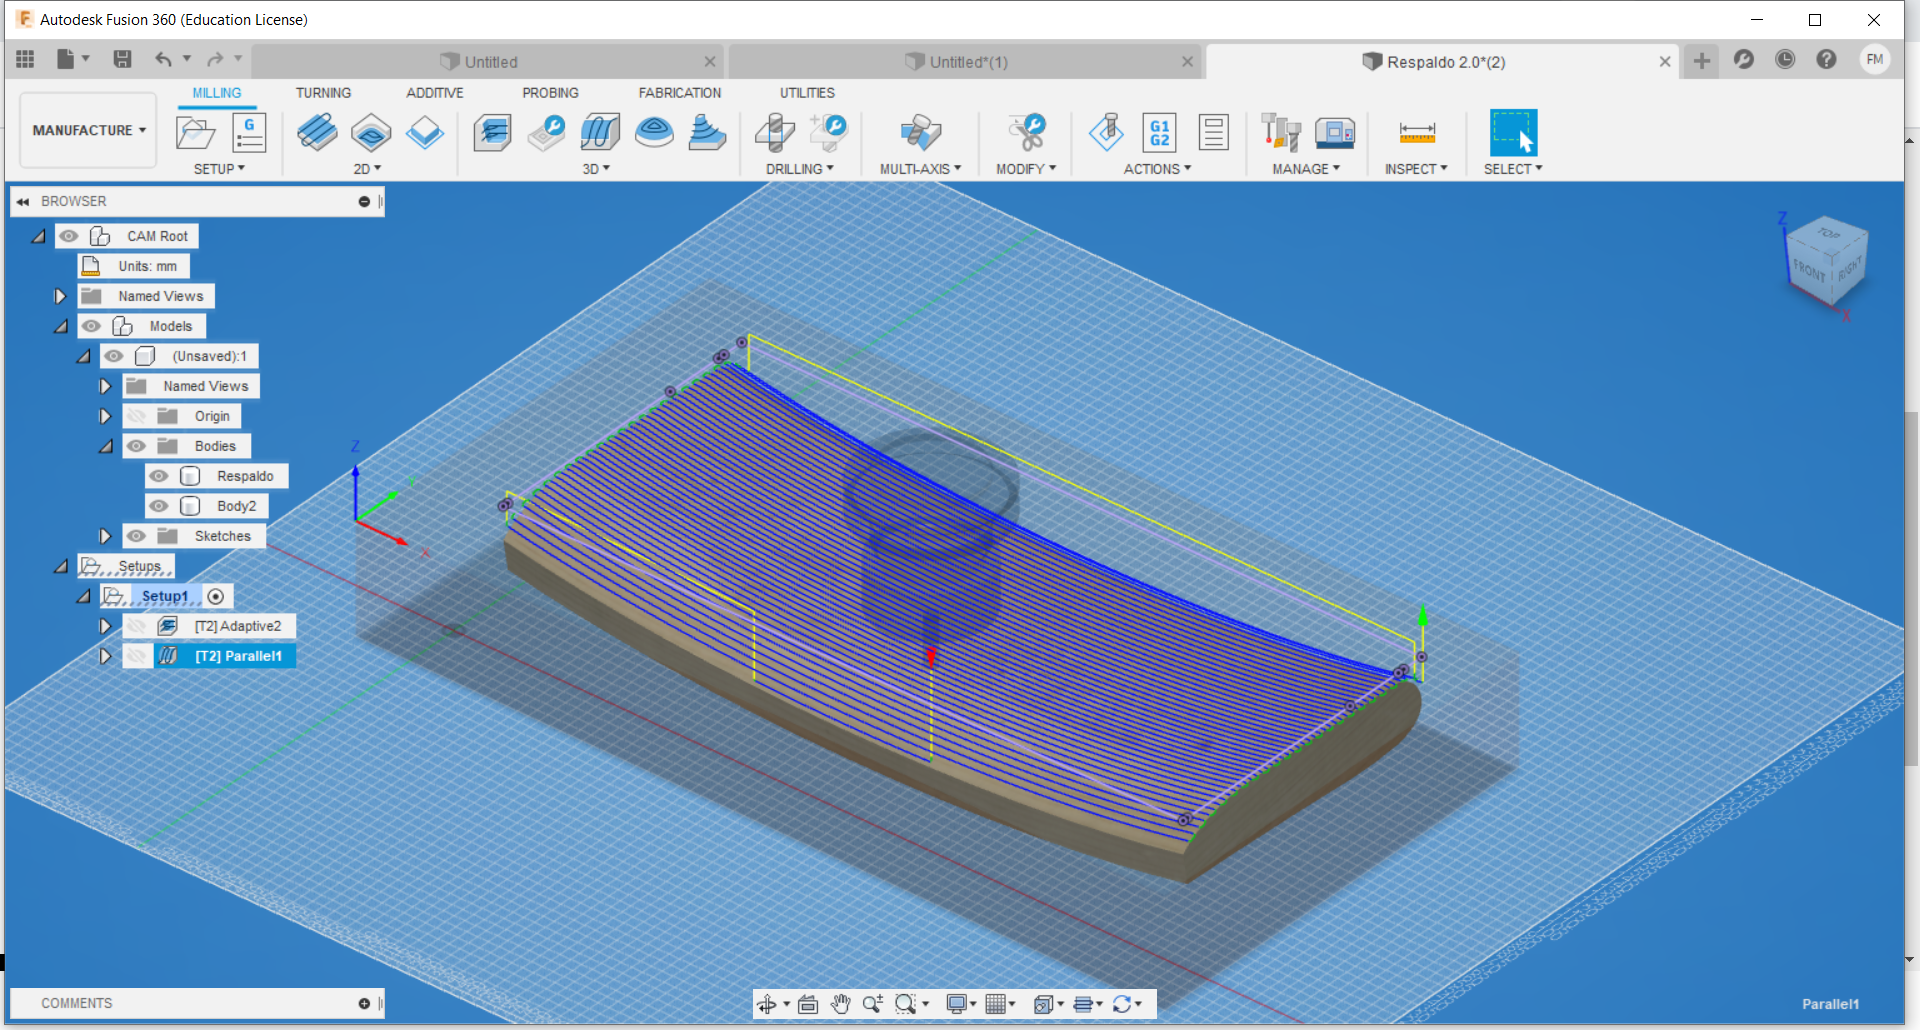 Autodesk Fusion 360 (Education License)
Untitled
Untitled*(1)
Respaldo 2.0*(2)
FM
MANUFACTURE
MILLING TURNING ADDITIVE PROBING FABRICATION UTILITIES
G
G1
G2
SETUP 2D 3D DRILLING MULTI-AXIS MODIFY ACTIONS MANAGE INSPECT SELECT
BROWSER
CAM Root
Units: mm
Named Views
Models
(Unsaved):1
Named Views
Origin
Bodies
Respaldo
Body2
Sketches
Setups
Setup1
[T2] Adaptive2
[T2] Parallel1
Z
Y
X
Z
TOP
FRONT
RIGHT
X
COMMENTS
Parallel1